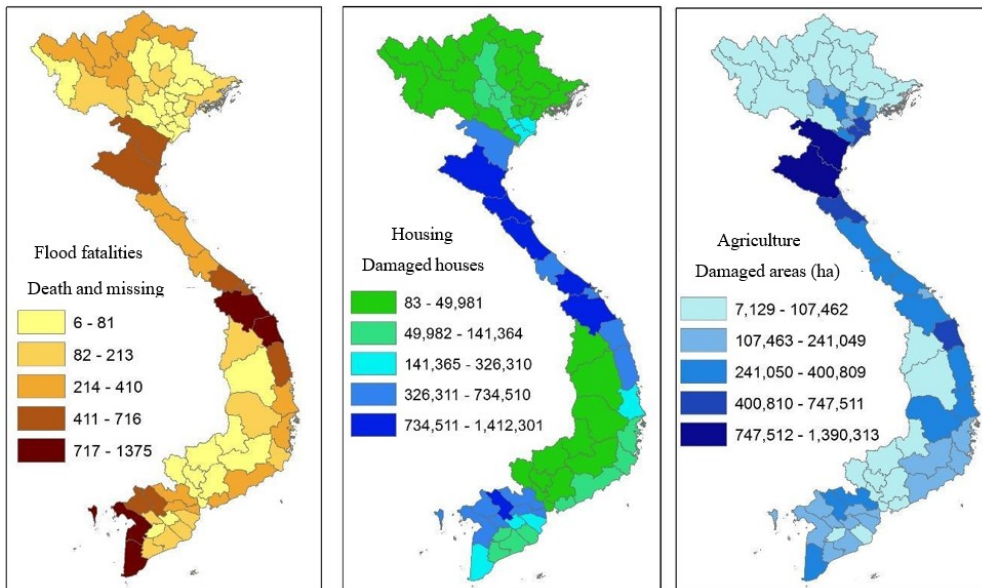 Flood fatalities
Death and missing
6 - 81
82 - 213
214 - 410
411 - 716
717 - 1375
Housing
Damaged houses
83 - 49,981
49,982 - 141,364
141,365 - 326,310
326,311 - 734,510
734,511 - 1,412,301
Agriculture
Damaged areas (ha)
7,129 - 107,462
107,463 - 241,049
241,050 - 400,809
400,810 - 747,511
747,512 - 1,390,313